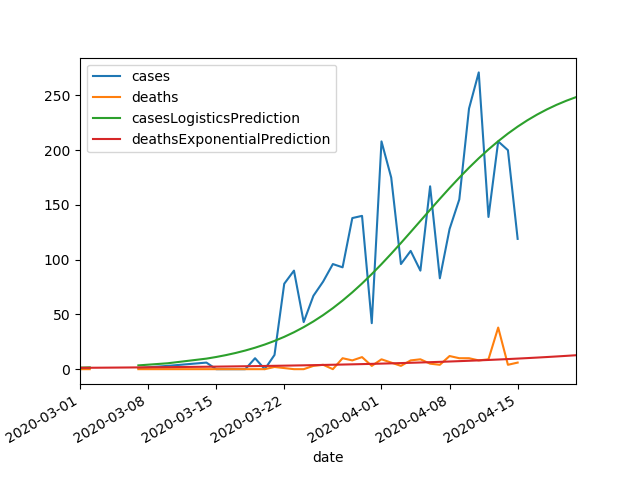 cases
deaths
casesLogisticsPrediction
deathsExponentialPrediction
250
200
150
100
50
0
2020-03-01
2020-03-08
2020-03-15
2020-03-22
2020-04-01
2020-04-08
2020-04-15
date